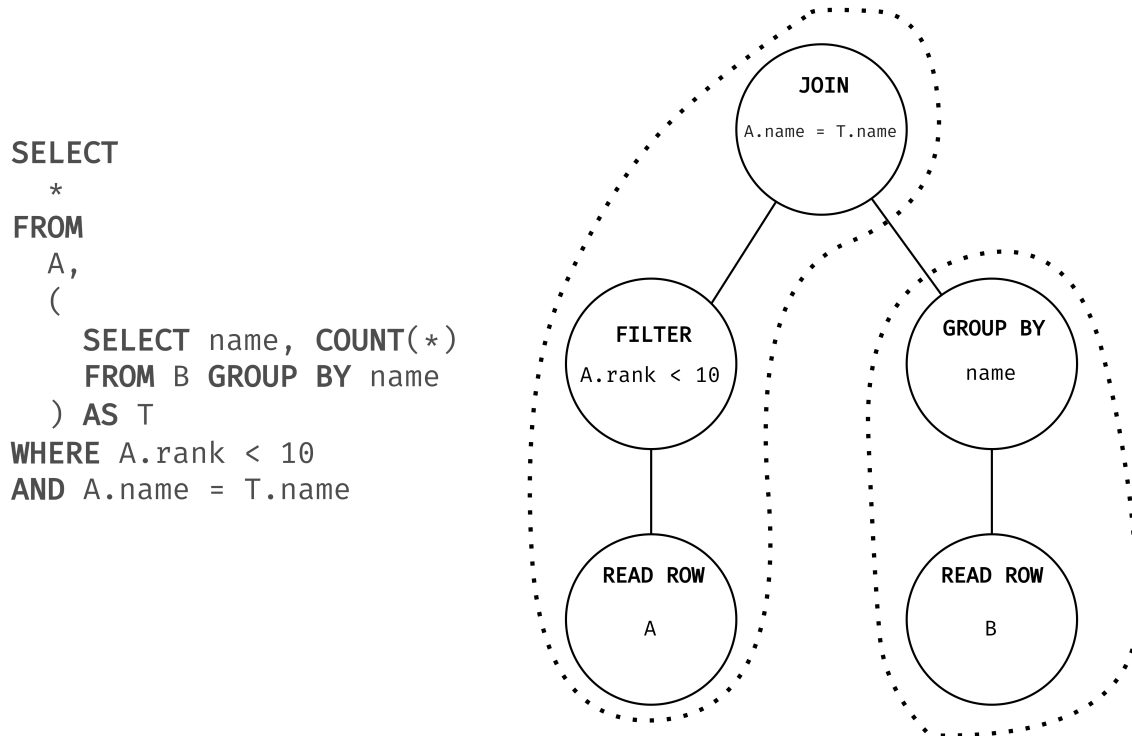 SELECT
*
FROM
A,
(
SELECT name, COUNT(*)
FROM B GROUP BY name
) AS T
WHERE A.rank < 10
AND A.name = T.name
JOIN
A.name = T.name
FILTER
A.rank < 10
GROUP BY
name
READ ROW
A
READ ROW
B